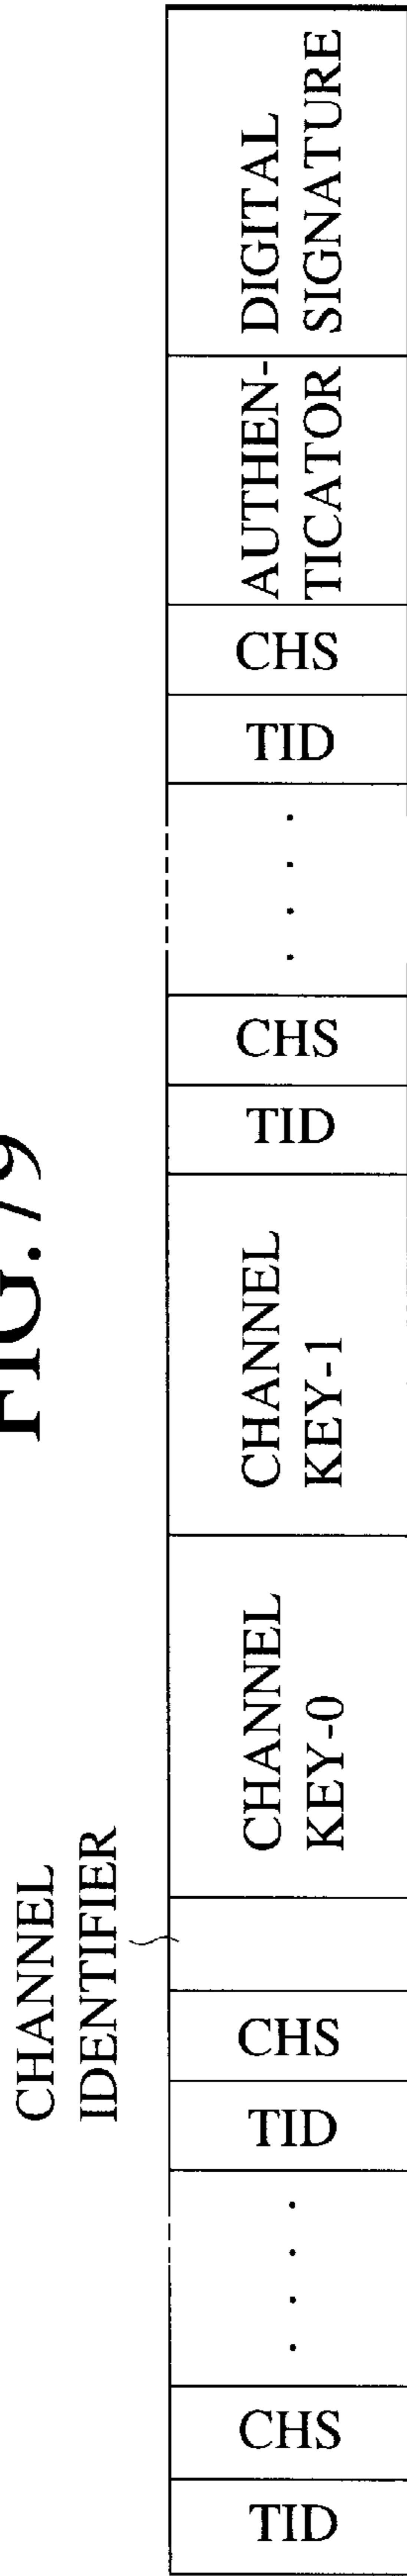 FIG.79
CHANNEL
IDENTIFIER
TID
CHS
. . . .
TID
CHS
CHANNEL
KEY-0
CHANNEL
KEY-1
TID
CHS
. . . .
TID
CHS
AUTHEN-
TICATOR
DIGITAL
SIGNATURE